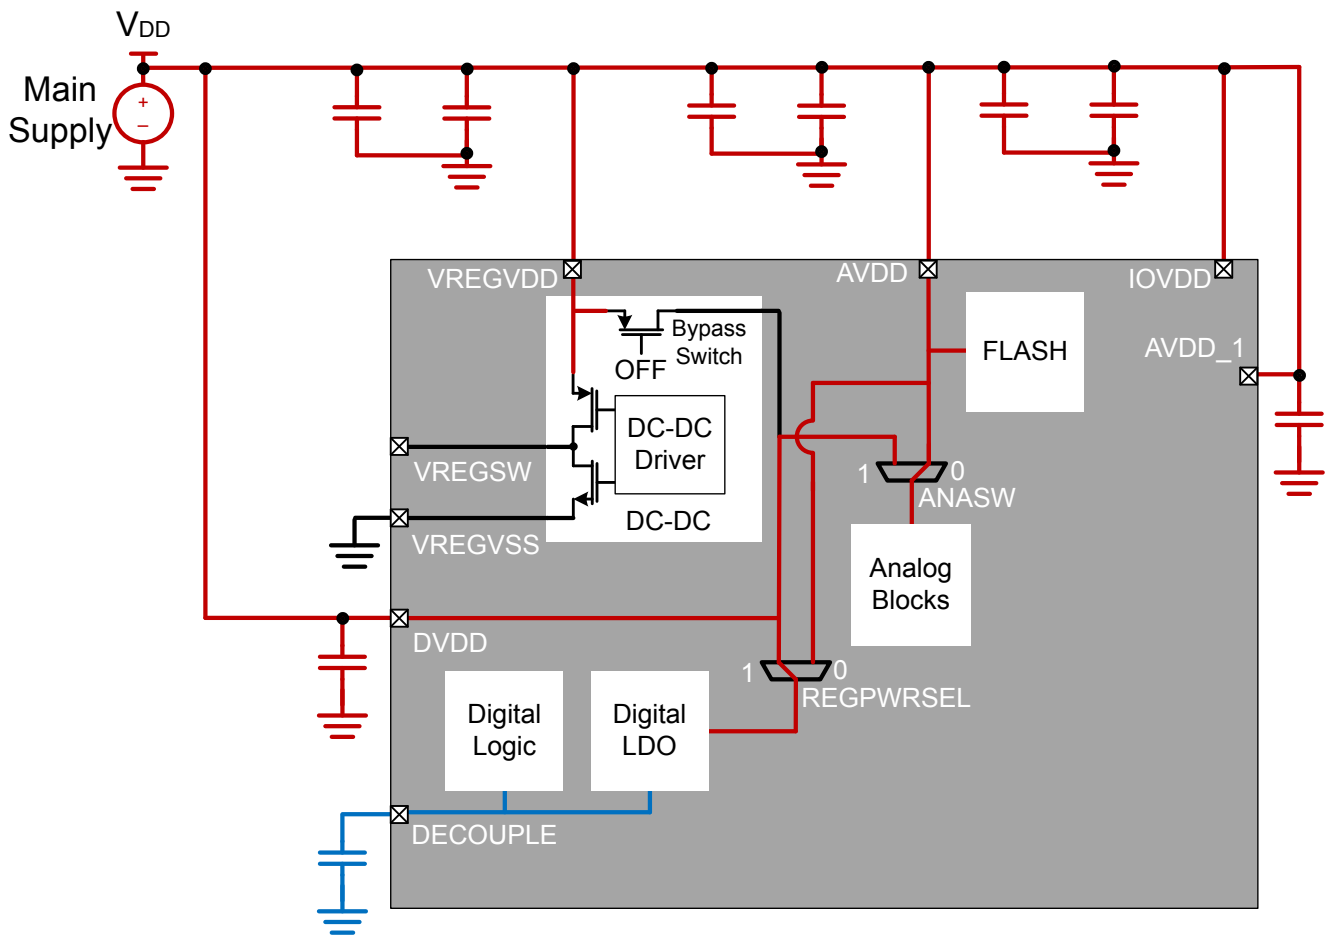 VDD
Main
Supply
+
−
VREGVDD
AVDD
IOVDD
Bypass
Switch
OFF
FLASH
AVDD_1
DC-DC
Driver
VREGSW
1
0
ANASW
DC-DC
VREGVSS
Analog
Blocks
DVDD
1
0
REGPWRSEL
Digital
Logic
Digital
LDO
DECOUPLE